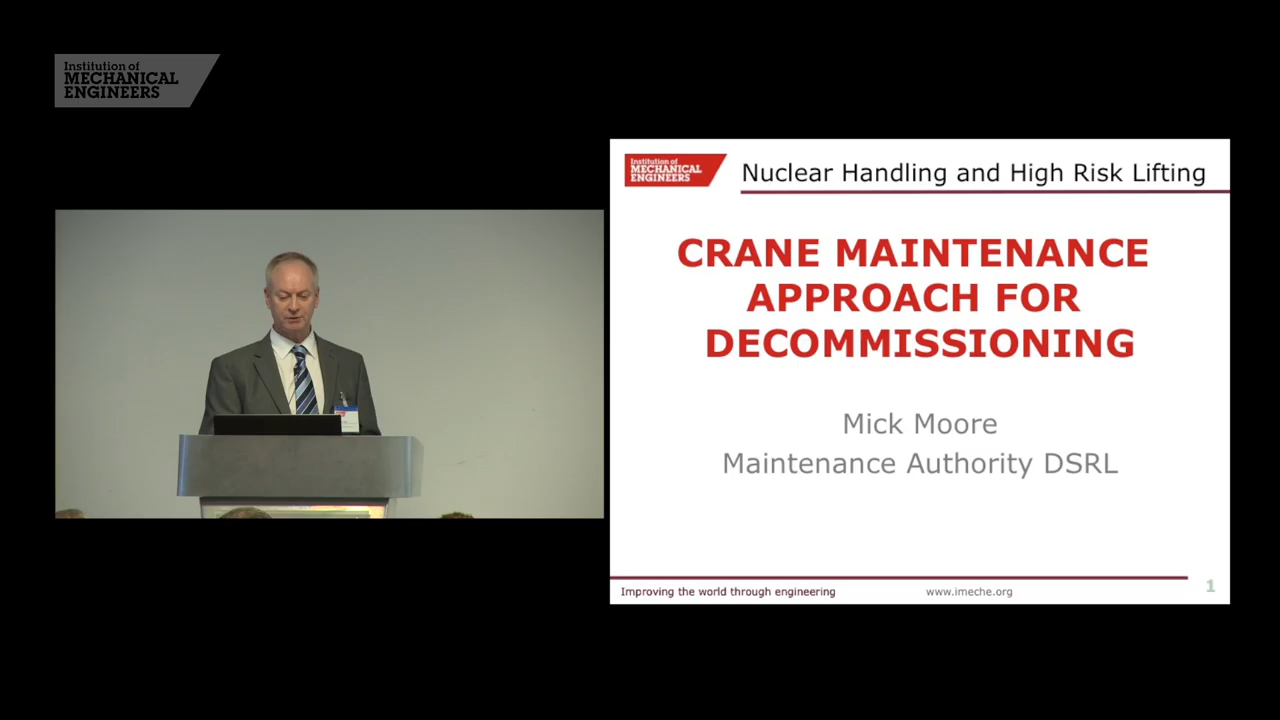 Institution of
MECHANICAL
ENGINEERS
Institution of
MECHANICAL
ENGINEERS
Nuclear Handling and High Risk Lifting
CRANE MAINTENANCE
APPROACH FOR
DECOMMISSIONING
Mick Moore
Maintenance Authority DSRL
Improving the world through engineering
www.imeche.org
1